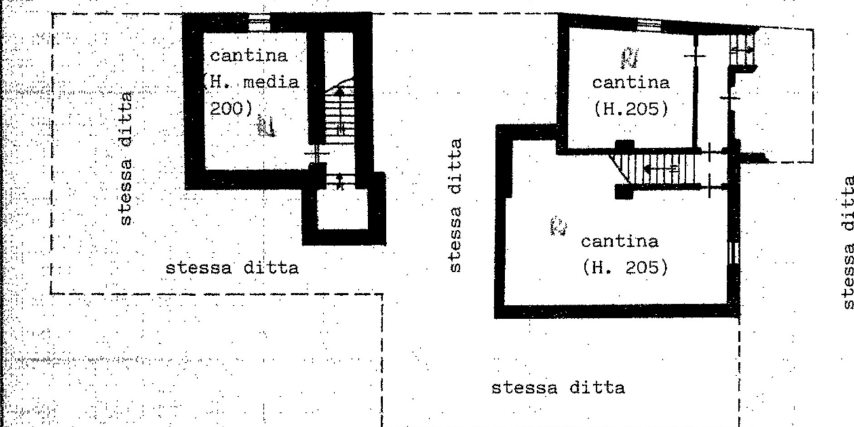 cantina
(H. media
200)
cantina
(H.205)
stessa ditta
stessa ditta
stessa ditta
cantina
(H. 205)
stessa ditta
stessa ditta